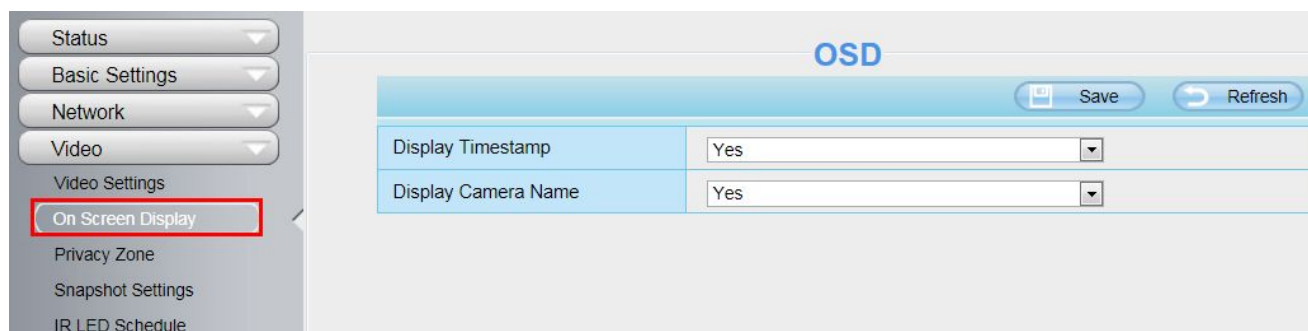 Status
Basic Settings
Network
Video
Video Settings
On Screen Display
Privacy Zone
Snapshot Settings
IR LED Schedule
OSD
Save Refresh
Display Timestamp Yes
Display Camera Name Yes